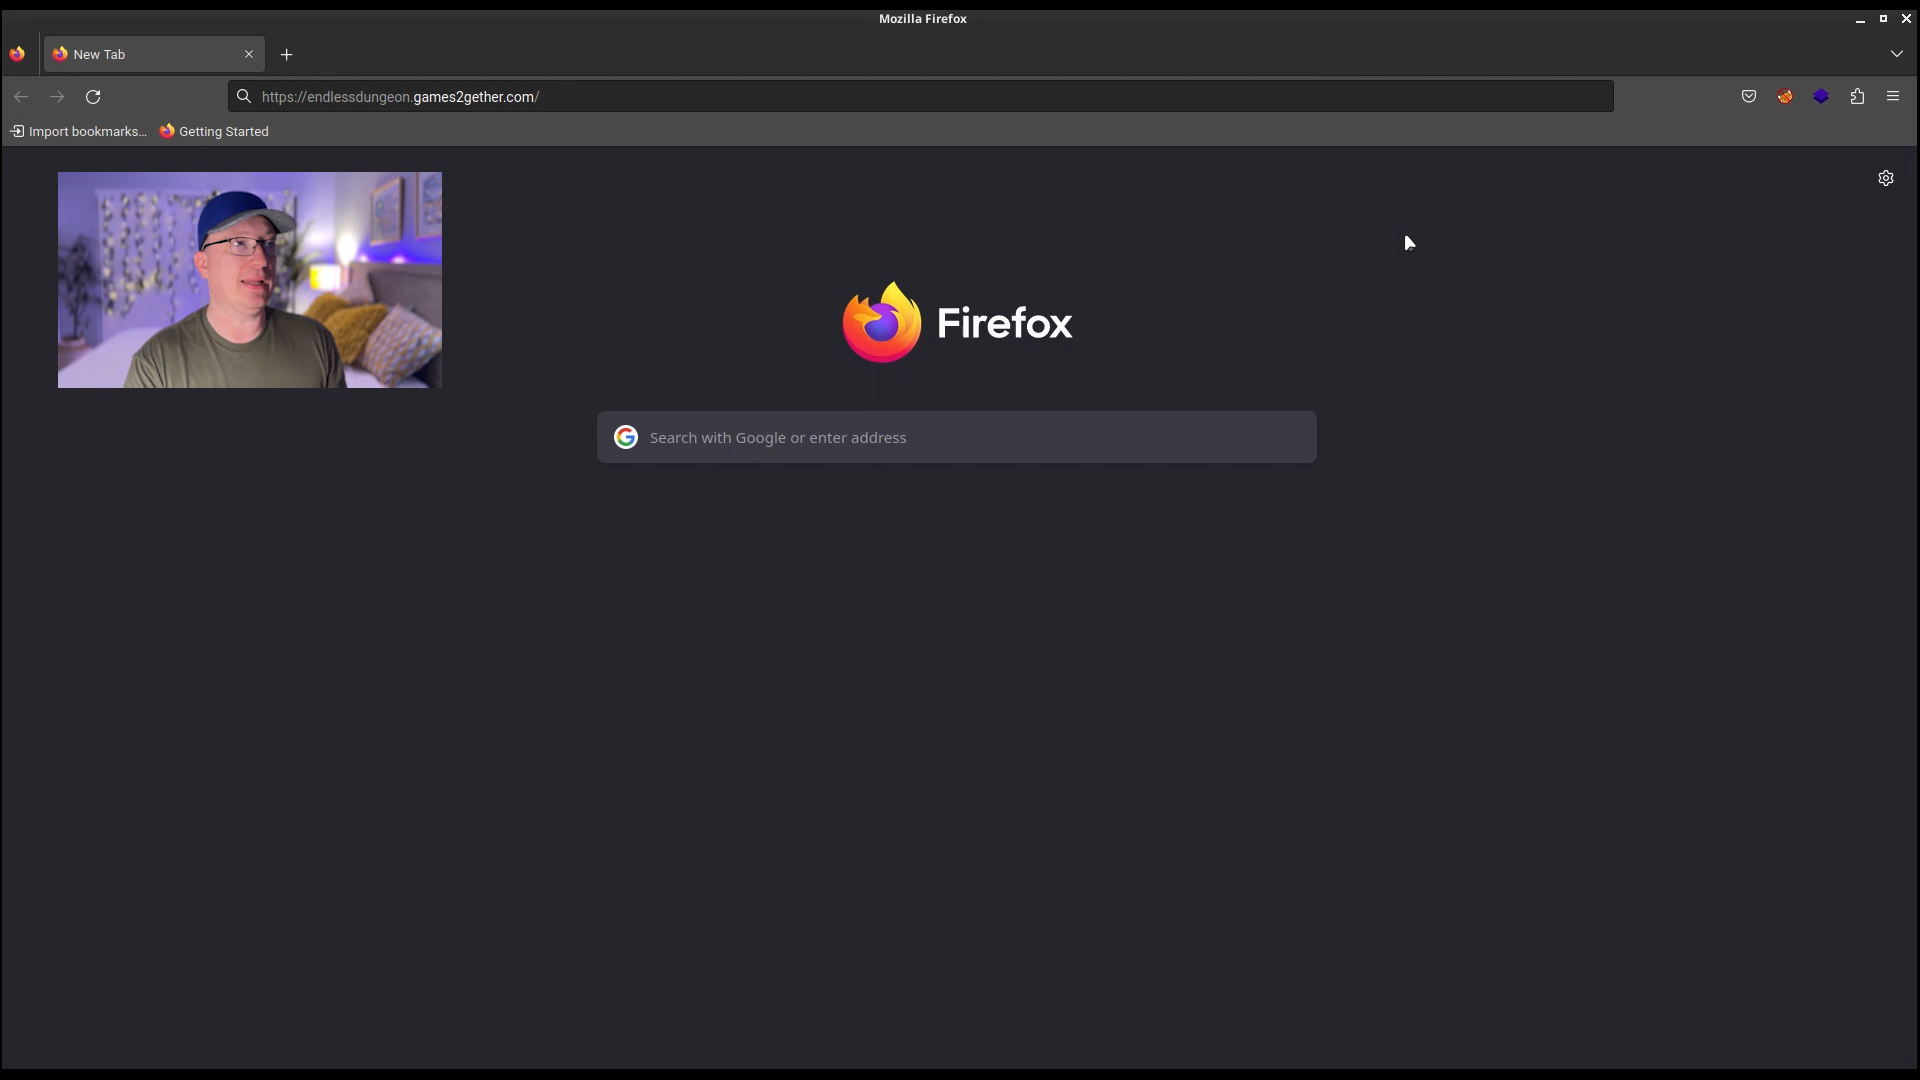 Mozilla Firefox
New Tab
https://endlessdungeon.games2gether.com/
Import bookmarks...
Getting Started
Firefox
Search with Google or enter address